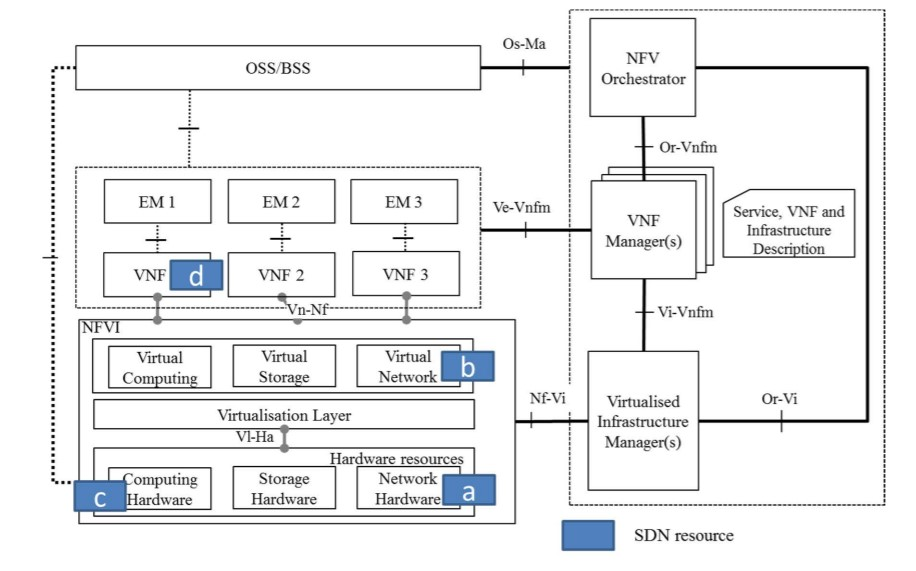 Os-Ma
OSS/BSS
NFV
Orchestrator
Or-Vnfm
EM 1
EM 2
EM 3
Ve-Vnfm
VNF
Manager(s)
Service, VNF and
Infrastructure
Description
VNF
d
VNF 2
VNF 3
Vn-Nf
Vi-Vnfm
NFVI
Virtual
Computing
Virtual
Storage
Virtual
Network
b
Nf-Vi
Virtualised
Infrastructure
Manager(s)
Or-Vi
Virtualisation Layer
Vl-Ha
Hardware resources
c
Computing
Hardware
Storage
Hardware
Network
Hardware
a
SDN resource